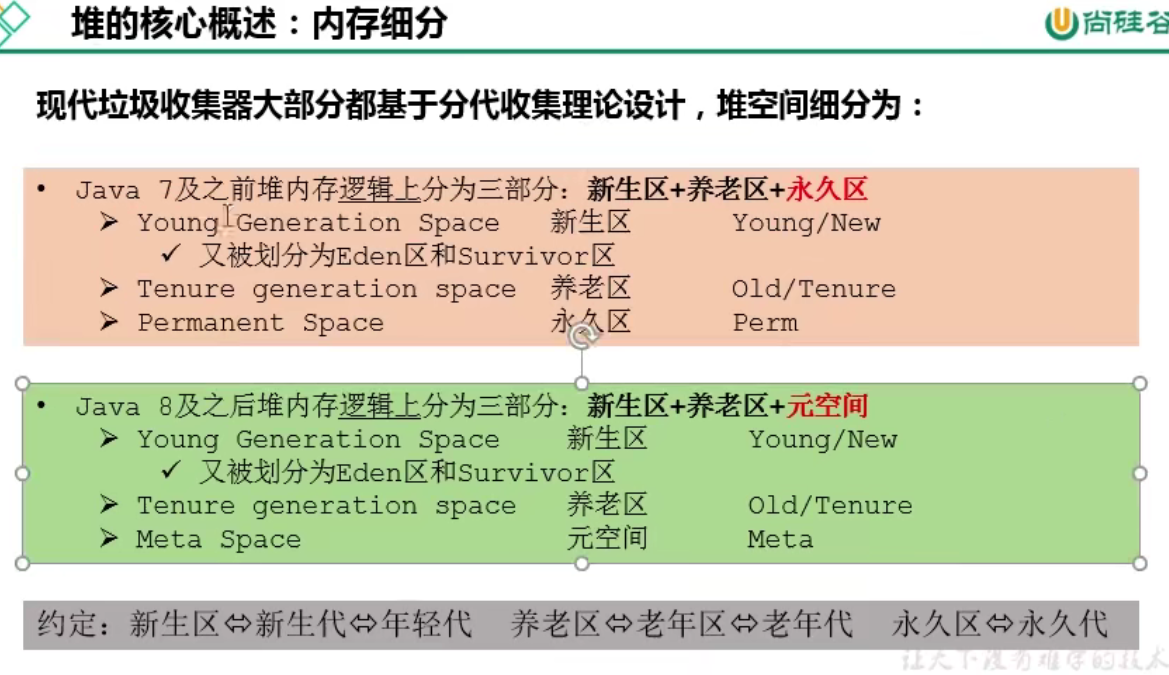 堆的核心概述：内存细分
尚硅谷
现代垃圾收集器大部分都基于分代收集理论设计，堆空间细分为：
• Java 7及之前堆内存逻辑上分为三部分：新生区+养老区+永久区
➢ Young Generation Space 新生区 Young/New
✓ 又被划分为Eden区和Survivor区
➢ Tenure generation space 养老区 Old/Tenure
➢ Permanent Space 永久区 Perm
• Java 8及之后堆内存逻辑上分为三部分：新生区+养老区+元空间
➢ Young Generation Space 新生区 Young/New
✓ 又被划分为Eden区和Survivor区
➢ Tenure generation space 养老区 Old/Tenure
➢ Meta Space 元空间 Meta
约定：新生区⇔新生代⇔年轻代 养老区⇔老年区⇔老年代 永久区⇔永久代
让天下没有难学的技术